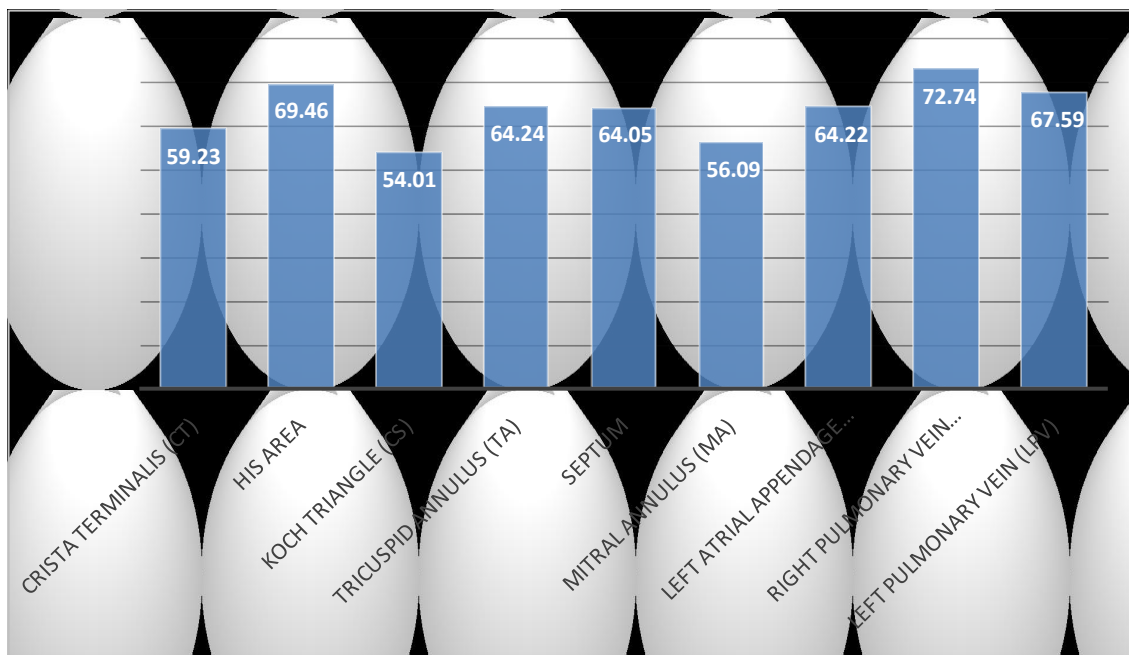 59.23
69.46
54.01
64.24
64.05
56.09
64.22
72.74
67.59
CRISTA TERMINALIS (CT)
HIS AREA
KOCH TRIANGLE (CS)
TRICUSPID ANNULUS (TA)
SEPTUM
MITRAL ANNULUS (MA)
LEFT ATRIAL APPENDAGE…
RIGHT PULMONARY VEIN…
LEFT PULMONARY VEIN (LPV)